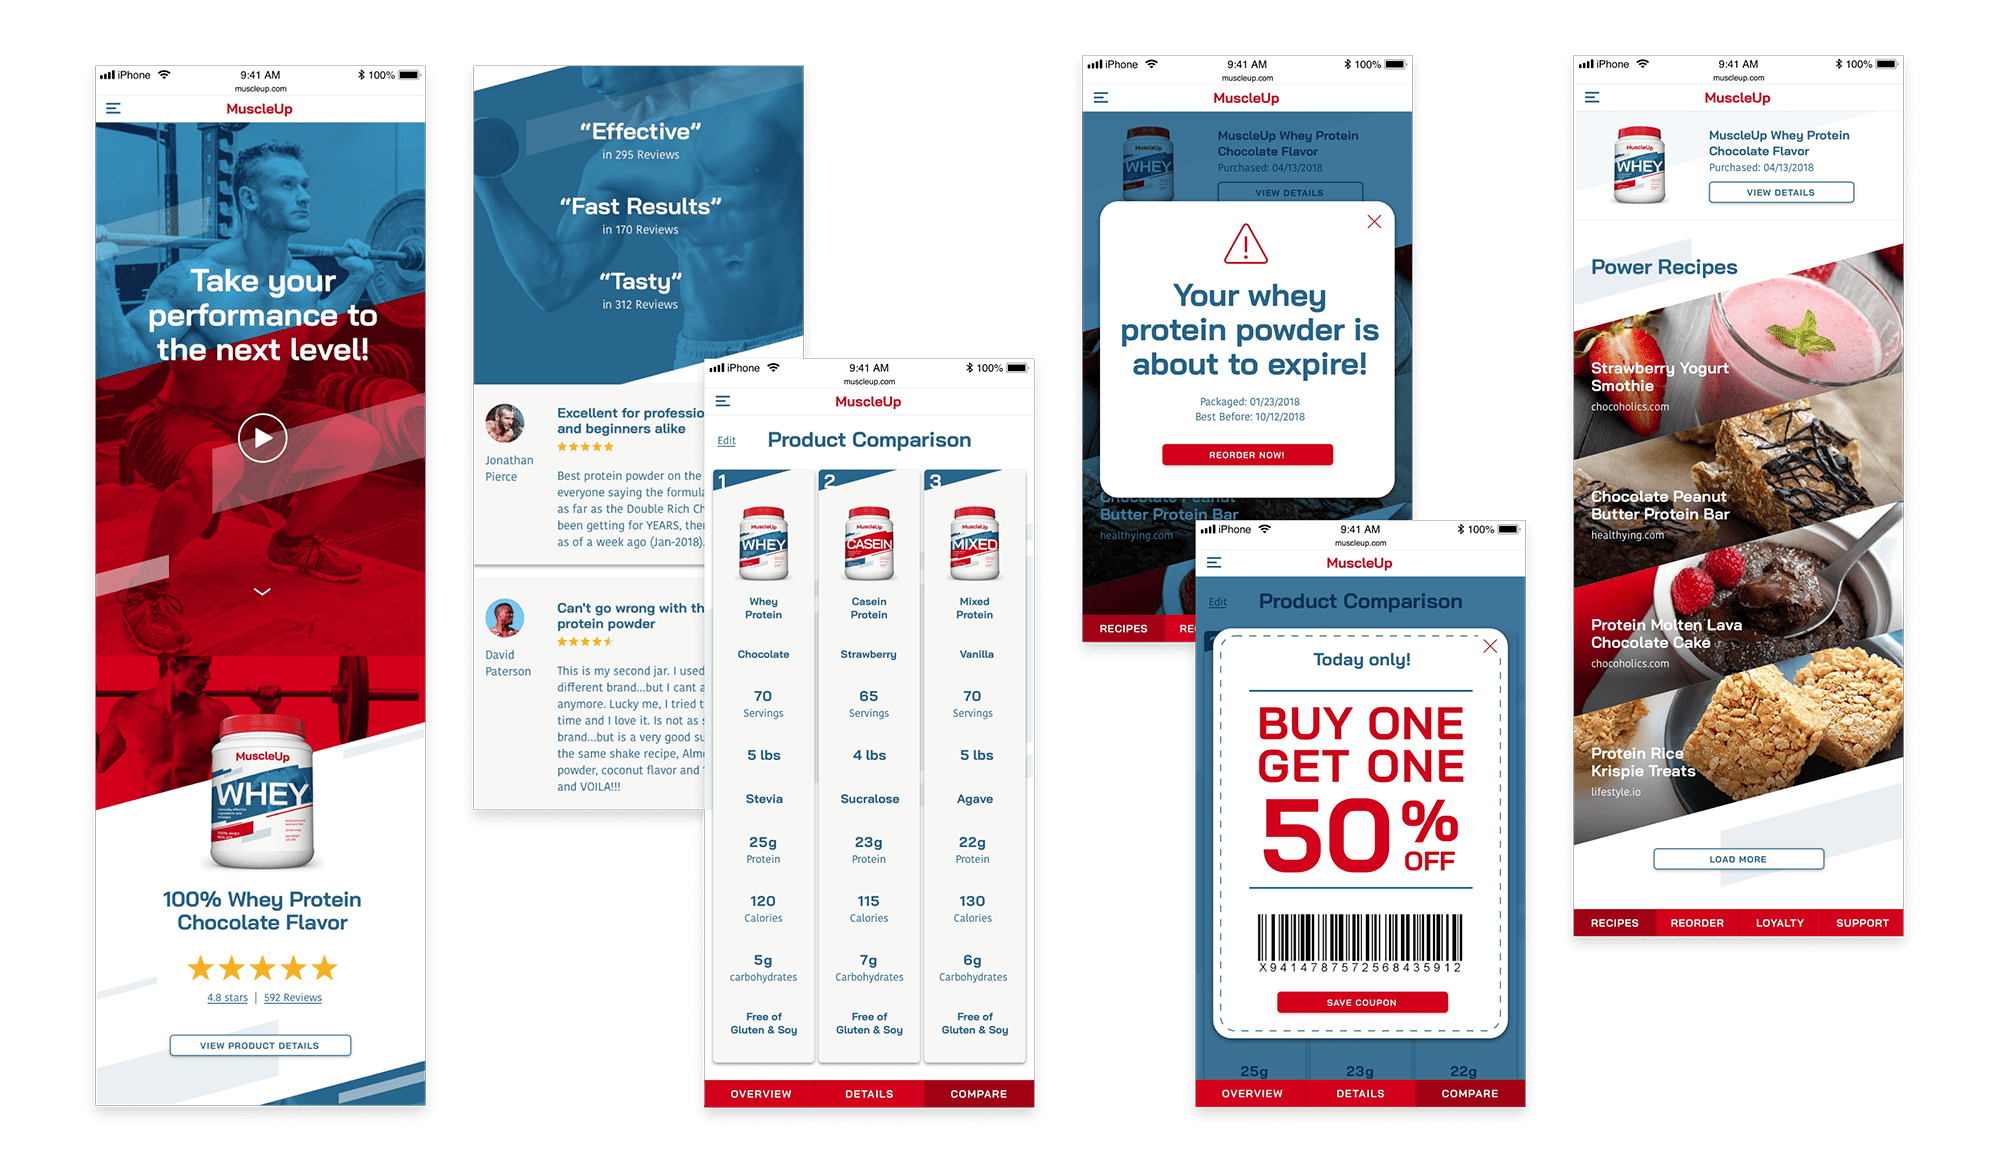 iPhone 9:41 AM 100%
muscleup.com
MuscleUp
Take your
performance to
the next level!
MuscleUp
WHEY
100% WHEY PROTEIN
100% Whey Protein
Chocolate Flavor
4.8 stars | 592 Reviews
VIEW PRODUCT DETAILS
“Effective”
in 295 Reviews
“Fast Results”
in 170 Reviews
“Tasty”
in 312 Reviews
Jonathan
Pierce
Excellent for professio
and beginners alike
Best protein powder on the
everyone saying the formula
as far as the Double Rich Ch
been getting for YEARS, ther
as of a week ago (Jan-2018).
David
Paterson
Can't go wrong with th
protein powder
This is my second jar. I used
different brand...but I cant a
anymore. Lucky me, I tried t
time and I love it. Is not as s
brand...but is a very good su
the same shake recipe, Alm
powder, coconut flavor and
and VOILA!!!
iPhone 9:41 AM 100%
muscleup.com
MuscleUp
Edit Product Comparison
1 2 3
MuscleUp MuscleUp MuscleUp
WHEY CASEIN MIXED
Whey Casein Mixed
Protein Protein Protein
Chocolate Strawberry Vanilla
70 65 70
Servings Servings Servings
5 lbs 4 lbs 5 lbs
Stevia Sucralose Agave
25g 23g 22g
Protein Protein Protein
120 115 130
Calories Calories Calories
5g 7g 6g
carbohydrates Carbohydrates Carbohydrates
Free of Free of Free of
Gluten & Soy Gluten & Soy Gluten & Soy
OVERVIEW DETAILS COMPARE
iPhone 9:41 AM 100%
muscleup.com
MuscleUp
MuscleUp
WHEY
MuscleUp Whey Protein
Chocolate Flavor
Purchased: 04/13/2018
VIEW DETAILS
Your whey
protein powder is
about to expire!
Packaged: 01/23/2018
Best Before: 10/12/2018
REORDER NOW!
Chocolate Peanut
Butter Protein Bar
healthying.com
RECIPES RE
iPhone 9:41 AM 100%
muscleup.com
MuscleUp
Edit Product Comparison
Today only!
BUY ONE
GET ONE
50%
OFF
X9414787572568435912
SAVE COUPON
25g 23g 22g
OVERVIEW DETAILS COMPARE
iPhone 9:41 AM 100%
muscleup.com
MuscleUp
MuscleUp
WHEY
MuscleUp Whey Protein
Chocolate Flavor
Purchased: 04/13/2018
VIEW DETAILS
Power Recipes
Strawberry Yogurt
Smothie
chocoholics.com
Chocolate Peanut
Butter Protein Bar
healthying.com
Protein Molten Lava
Chocolate Cake
chocoholics.com
Protein Rice
Krispie Treats
lifestyle.io
LOAD MORE
RECIPES REORDER LOYALTY SUPPORT